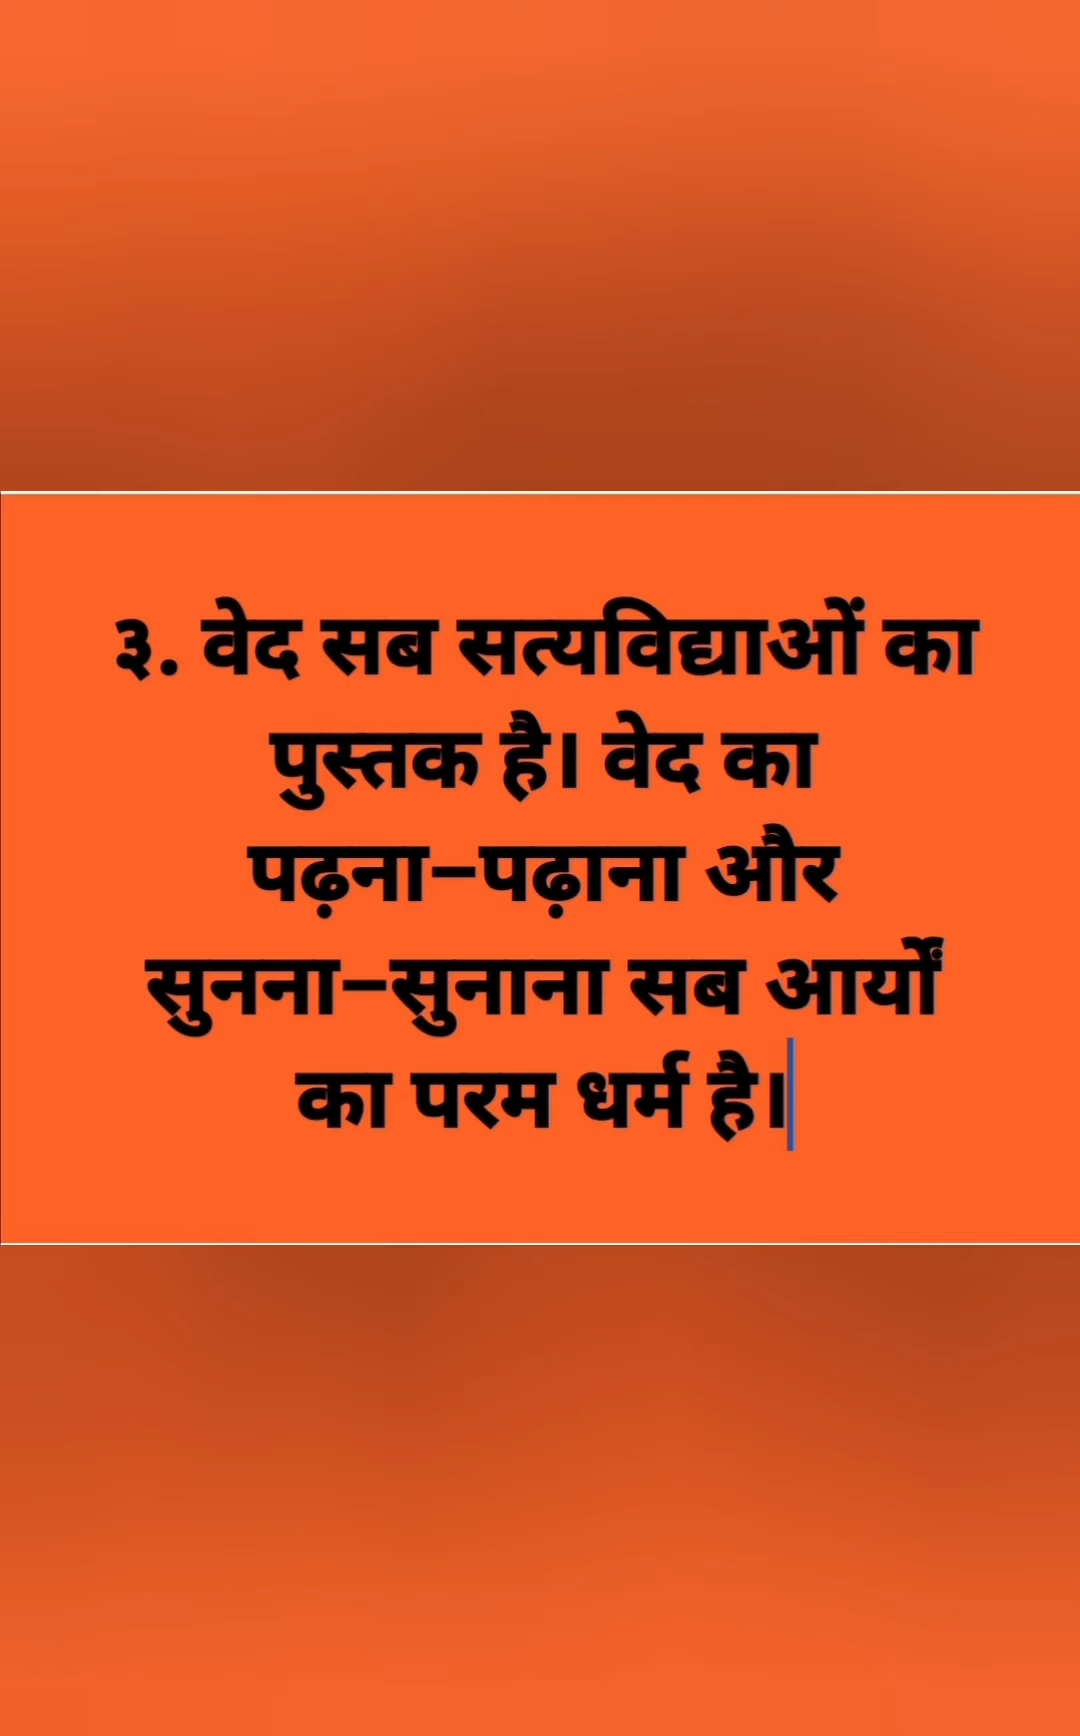 ३. वेद सब सत्यविद्याओं का
पुस्तक है। वेद का
पढ़ना–पढ़ाना और
सुनना–सुनाना सब आर्यों
का परम धर्म है।